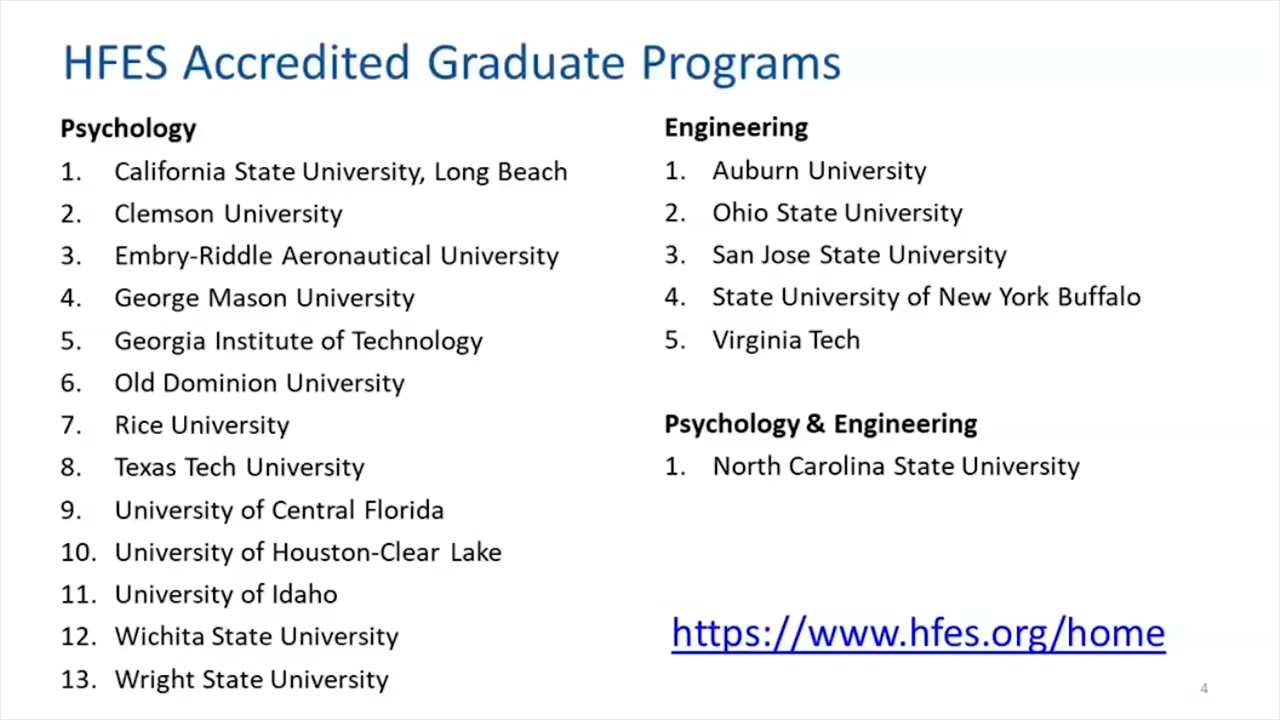 HFES Accredited Graduate Programs
Psychology
1. California State University, Long Beach
2. Clemson University
3. Embry-Riddle Aeronautical University
4. George Mason University
5. Georgia Institute of Technology
6. Old Dominion University
7. Rice University
8. Texas Tech University
9. University of Central Florida
10. University of Houston-Clear Lake
11. University of Idaho
12. Wichita State University
13. Wright State University
Engineering
1. Auburn University
2. Ohio State University
3. San Jose State University
4. State University of New York Buffalo
5. Virginia Tech
Psychology & Engineering
1. North Carolina State University
https://www.hfes.org/home
4